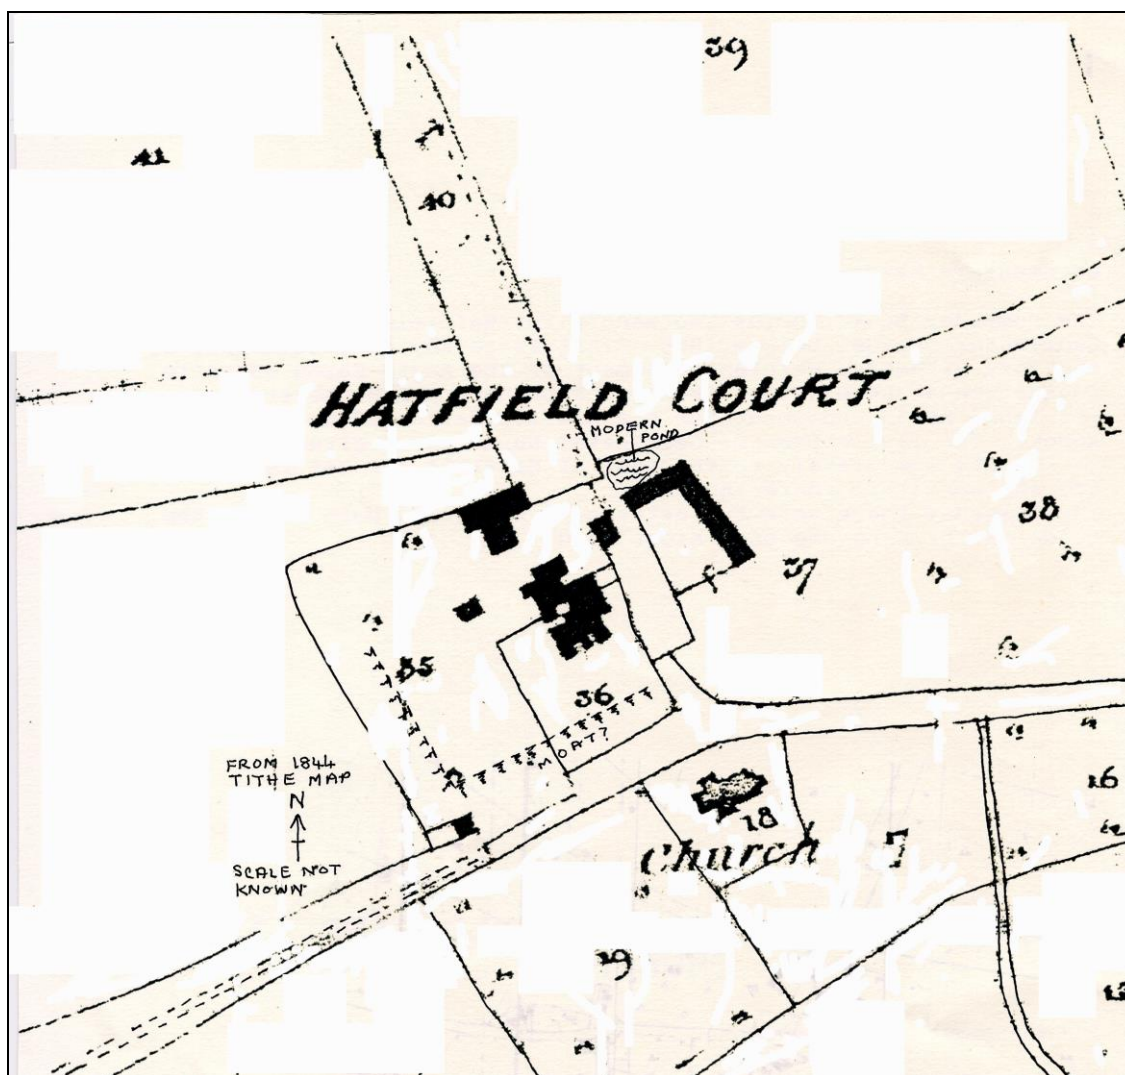 39
41
40
HATFIELD COURT
MODERN
POND
38
37
35
36
MOAT?
FROM 1844
TITHE MAP
N
SCALE NOT
KNOWN
16
18
Church
7
19